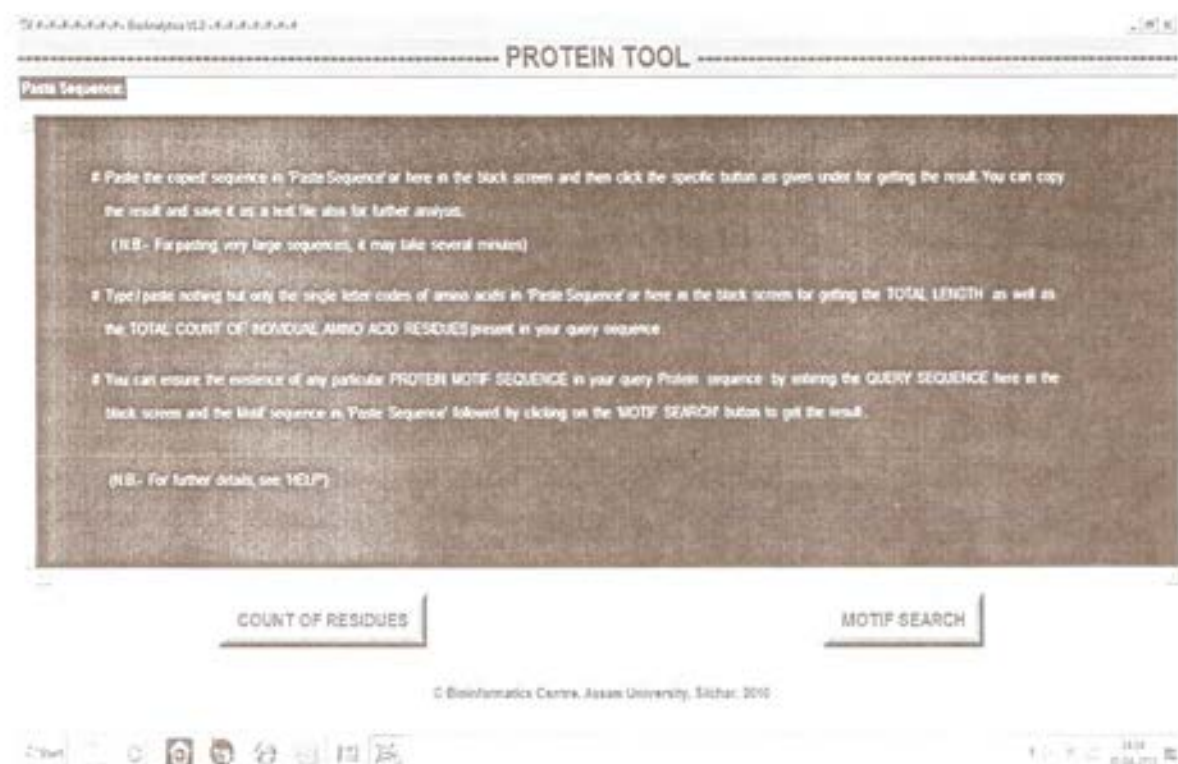 BioAnalytica V1.0
PROTEIN TOOL
Paste Sequence:
# Paste the copied sequence in 'Paste Sequence' or here in the black screen and then click the specific button as given under for getting the result. You can copy
the result and save it as a text file also for futher analysis.
( N.B.- For pasting very large sequences, it may take several minutes)
# Type / paste nothing but only the single letter codes of amino acids in 'Paste Sequence' or here in the black screen for getting the TOTAL LENGTH as well as
the TOTAL COUNT OF INDIVIDUAL AMINO ACID RESIDUES present in your query sequence
# You can ensure the existence of any particular PROTEIN MOTIF SEQUENCE in your query Protein sequence by entering the QUERY SEQUENCE here in the
black screen and the Motif sequence in 'Paste Sequence' followed by clicking on the 'MOTIF SEARCH' button to get the result.
(N.B.- For further details, see 'HELP')
COUNT OF RESIDUES
MOTIF SEARCH
© Bioinformatics Centre, Assam University, Silchar, 2010